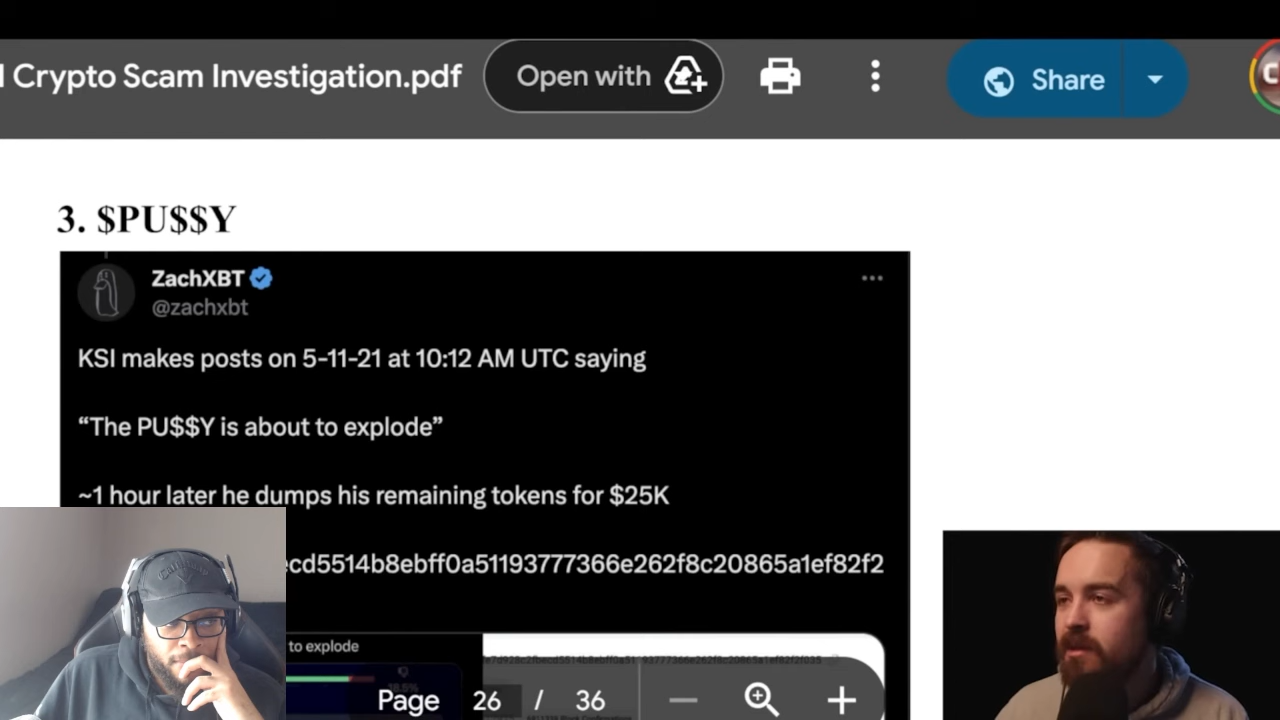 Crypto Scam Investigation.pdf
Open with
Share
3. $PU$$Y
ZachXBT
@zachxbt
KSI makes posts on 5-11-21 at 10:12 AM UTC saying
“The PU$$Y is about to explode”
~1 hour later he dumps his remaining tokens for $25K
ecd5514b8ebff0a51193777366e262f8c20865a1ef82f2
to explode
Page 26 / 36